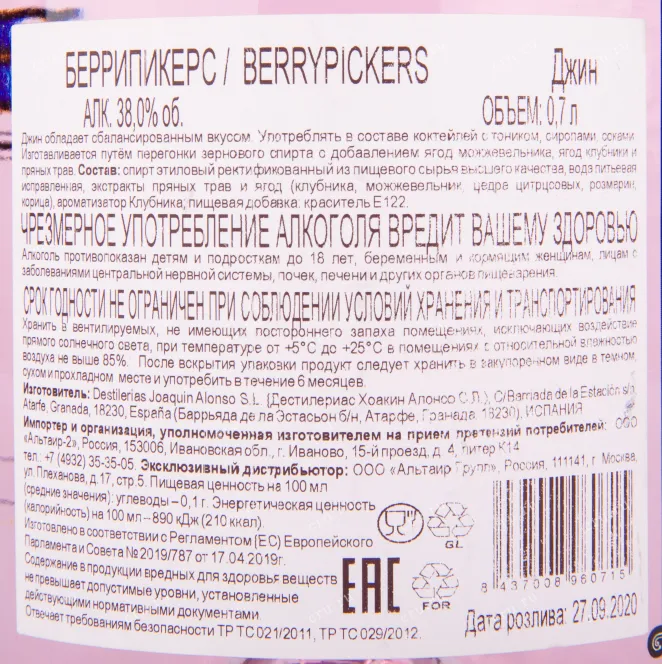 БЕРРИПИКЕРС / BERRYPICKERS Джин
АЛК. 38,0% об. ОБЪЕМ: 0,7 л
Джин обладает сбалансированным вкусом. Употреблять в составе коктейлей с тоником, сиропами, соками.
Изготавливается путём перегонки зернового спирта с добавлением ягод можжевельника, ягод клубники и
пряных трав. Состав: спирт этиловый ректификованный из пищевого сырья высшего качества, вода питьевая
исправленная, экстракты пряных трав и ягод (клубника, можжевельник, цедра цитрусовых, розмарин,
корица), ароматизатор Клубника; пищевая добавка: краситель Е122.
ЧРЕЗМЕРНОЕ УПОТРЕБЛЕНИЕ АЛКОГОЛЯ ВРЕДИТ ВАШЕМУ ЗДОРОВЬЮ
Алкоголь противопоказан детям и подросткам до 18 лет, беременным и кормящим женщинам, лицам с
заболеваниями центральной нервной системы, почек, печени и других органов пищеварения.
СРОК ГОДНОСТИ НЕ ОГРАНИЧЕН ПРИ СОБЛЮДЕНИИ УСЛОВИЙ ХРАНЕНИЯ И ТРАНСПОРТИРОВАНИЯ
Хранить в вентилируемых, не имеющих постороннего запаха помещениях, исключающих воздействие
прямого солнечного света, при температуре от +5°С до +25°С в помещениях с относительной влажностью
воздуха не выше 85%. После вскрытия упаковки продукт следует хранить в закупоренном виде в темном,
сухом и прохладном месте и употребить в течение 6 месяцев.
Изготовитель: Destilerias Joaquin Alonso S.L. (Дестилериас Хоакин Алонсо С.Л.), C/Barriada de la Estación s/n,
Atarfe, Granada, 18230, España (Баррьяда де ла Эстасьон б/н, Атарфе, Гранада, 18230), ИСПАНИЯ
Импортер и организация, уполномоченная изготовителем на прием претензий потребителей: ООО
«Альтаир-2», Россия, 153006, Ивановская обл., г. Иваново, 15-й проезд, д. 4, литер К14
тел.: +7 (4932) 35-35-05. Эксклюзивный дистрибьютор: ООО «Альтаир Групп», Россия, 111141, г. Москва,
ул. Плеханова, д.17, стр.5. Пищевая ценность на 100 мл
(средние значения): углеводы – 0,1 г. Энергетическая ценность
(калорийность) на 100 мл – 890 кДж (210 ккал).
Изготовлено в соответствии с Регламентом (ЕС) Европейского
Парламента и Совета № 2019/787 от 17.04.2019г.
Содержание в продукции вредных для здоровья веществ
не превышает допустимые уровни, установленные
действующими нормативными документами.
Отвечает требованиям безопасности ТР ТС 021/2011, ТР ТС 029/2012.
GL
EAC
FOR
8 437008 960715
Дата розлива: 27.09.2020